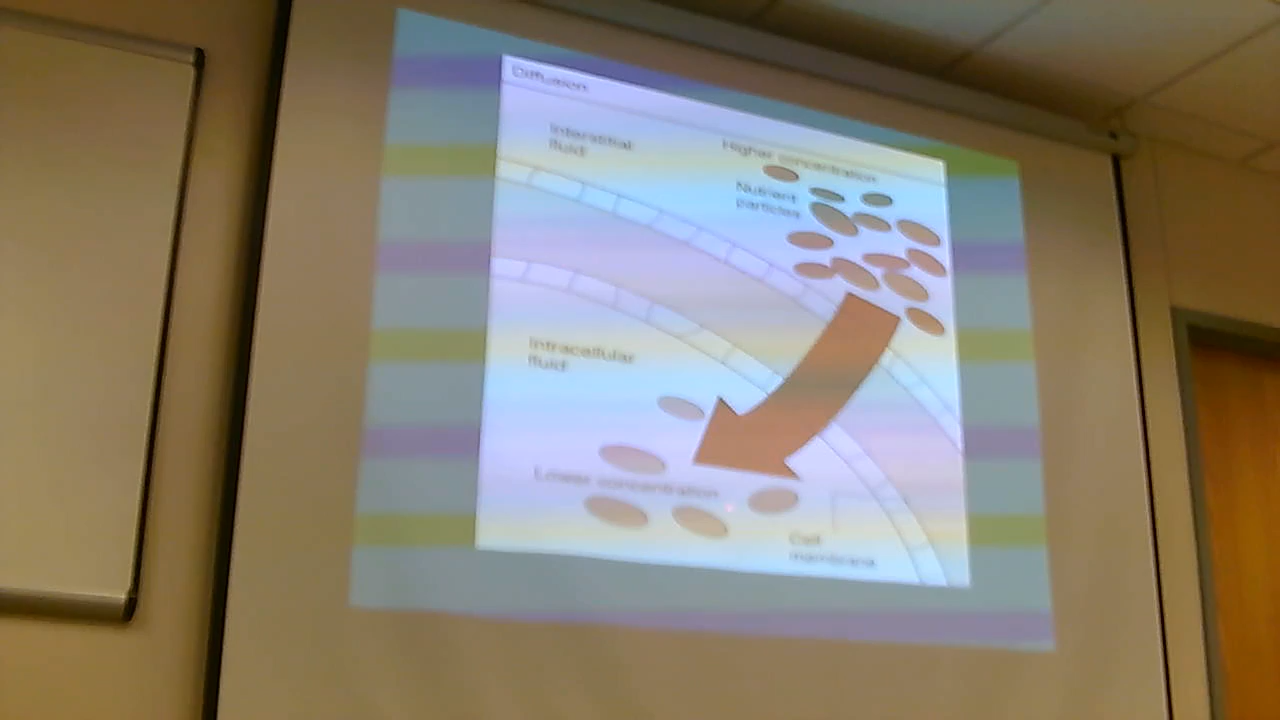 Diffusion
Interstitial
fluid
Higher concentration
Nutrient
particles
Intracellular
fluid
Lower concentration
Cell
membrane